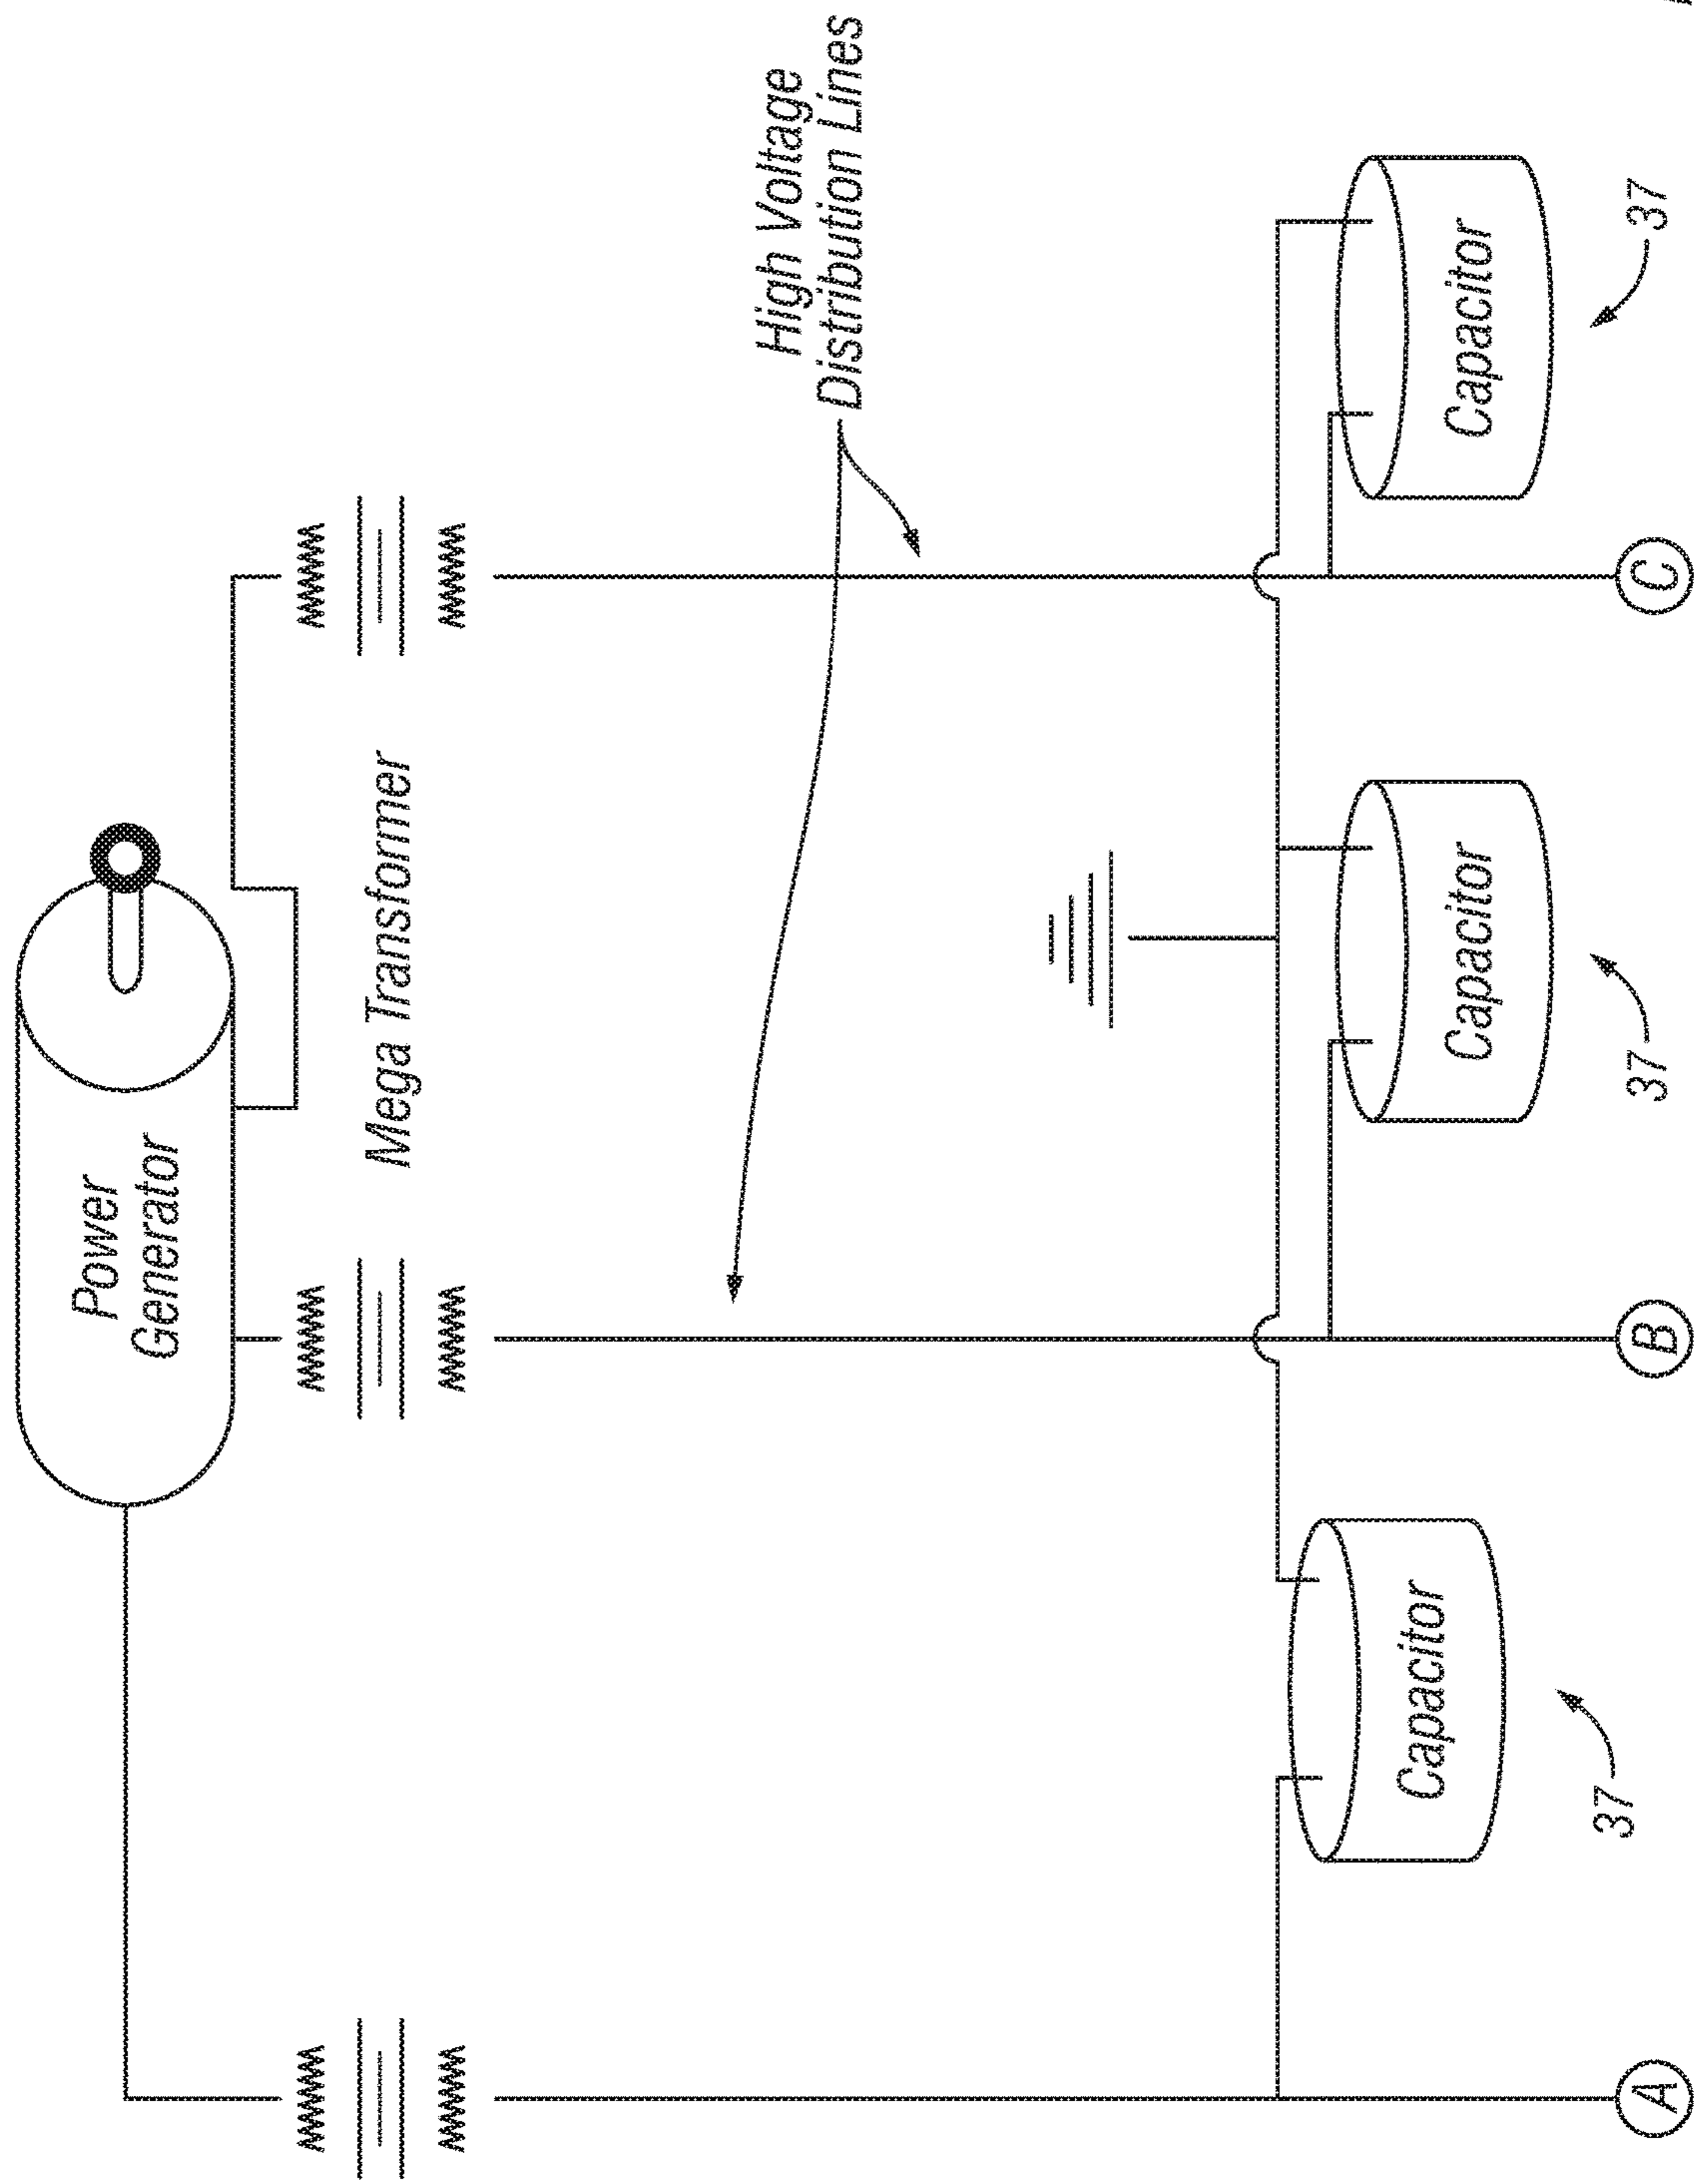 Power
Generator
Mega Transformer
High Voltage
Distribution Lines
Capacitor
37
Capacitor
37
Capacitor
37
A
B
C